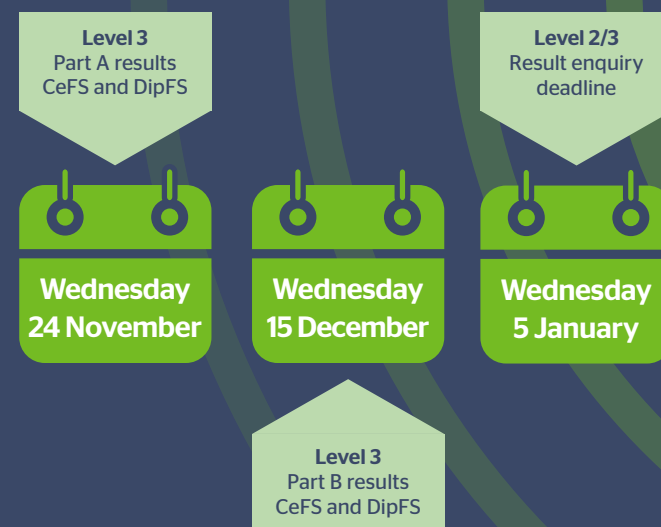 Level 3
Part A results
CeFS and DipFS
Level 2/3
Result enquiry
deadline
Wednesday
24 November
Wednesday
15 December
Wednesday
5 January
Level 3
Part B results
CeFS and DipFS